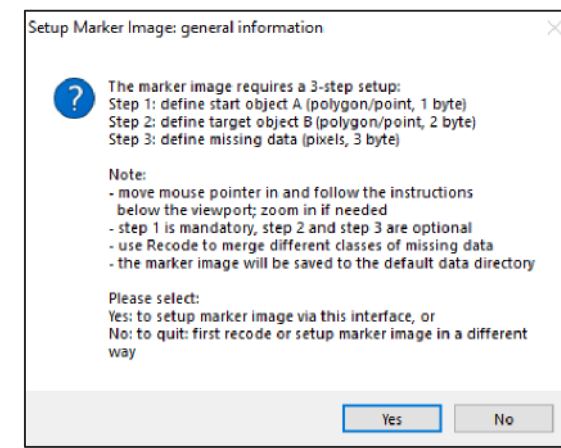 Setup Marker Image: general information
The marker image requires a 3-step setup:
Step 1: define start object A (polygon/point, 1 byte)
Step 2: define target object B (polygon/point, 2 byte)
Step 3: define missing data (pixels, 3 byte)
Note:
- move mouse pointer in and follow the instructions
below the viewport; zoom in if needed
- step 1 is mandatory, step 2 and step 3 are optional
- use Recode to merge different classes of missing data
- the marker image will be saved to the default data directory
Please select:
Yes: to setup marker image via this interface, or
No: to quit: first recode or setup marker image in a different
way
Yes No